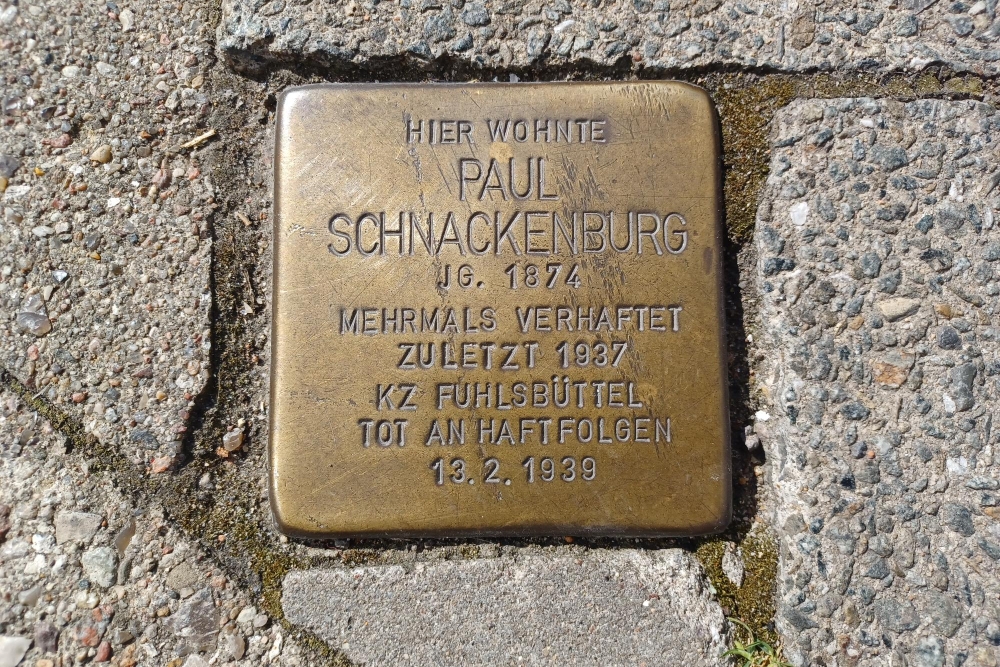 HIER WOHNTE
PAUL
SCHNACKENBURG
JG. 1874
MEHRMALS VERHAFTET
ZULETZT 1937
KZ FUHLSBÜTTEL
TOT AN HAFTFOLGEN
13.2.1939